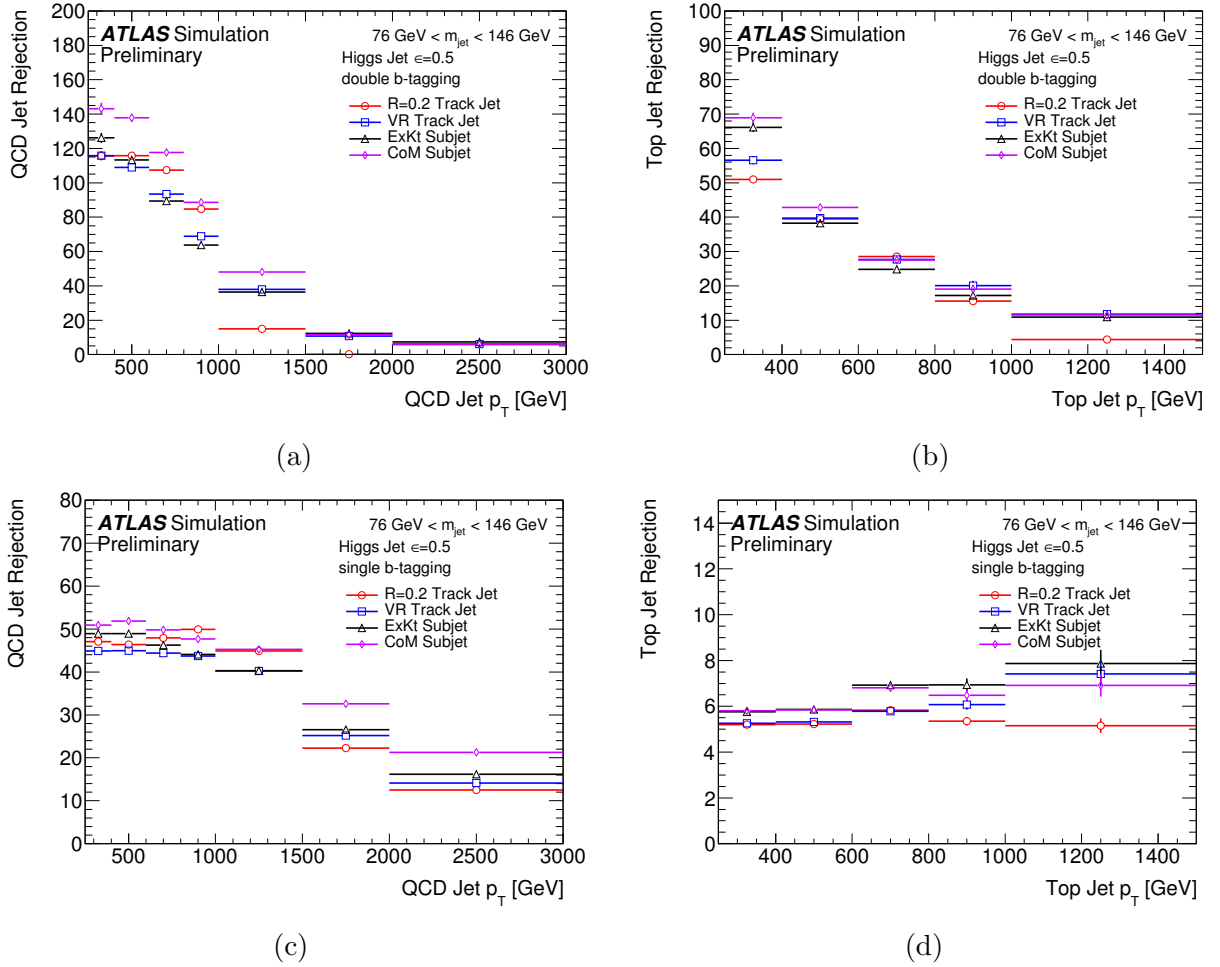 ATLAS Simulation
Preliminary
76 GeV < m_jet < 146 GeV
Higgs Jet ϵ=0.5
double b-tagging
R=0.2 Track Jet
VR Track Jet
ExKt Subjet
CoM Subjet
QCD Jet Rejection
200
180
160
140
120
100
80
60
40
20
0
500 1000 1500 2000 2500 3000
QCD Jet p_T [GeV]
(a)
ATLAS Simulation
Preliminary
76 GeV < m_jet < 146 GeV
Higgs Jet ϵ=0.5
double b-tagging
R=0.2 Track Jet
VR Track Jet
ExKt Subjet
CoM Subjet
Top Jet Rejection
100
90
80
70
60
50
40
30
20
10
0
400 600 800 1000 1200 1400
Top Jet p_T [GeV]
(b)
ATLAS Simulation
Preliminary
76 GeV < m_jet < 146 GeV
Higgs Jet ϵ=0.5
single b-tagging
R=0.2 Track Jet
VR Track Jet
ExKt Subjet
CoM Subjet
QCD Jet Rejection
80
70
60
50
40
30
20
10
0
500 1000 1500 2000 2500 3000
QCD Jet p_T [GeV]
(c)
ATLAS Simulation
Preliminary
76 GeV < m_jet < 146 GeV
Higgs Jet ϵ=0.5
single b-tagging
R=0.2 Track Jet
VR Track Jet
ExKt Subjet
CoM Subjet
Top Jet Rejection
14
12
10
8
6
4
2
0
400 600 800 1000 1200 1400
Top Jet p_T [GeV]
(d)